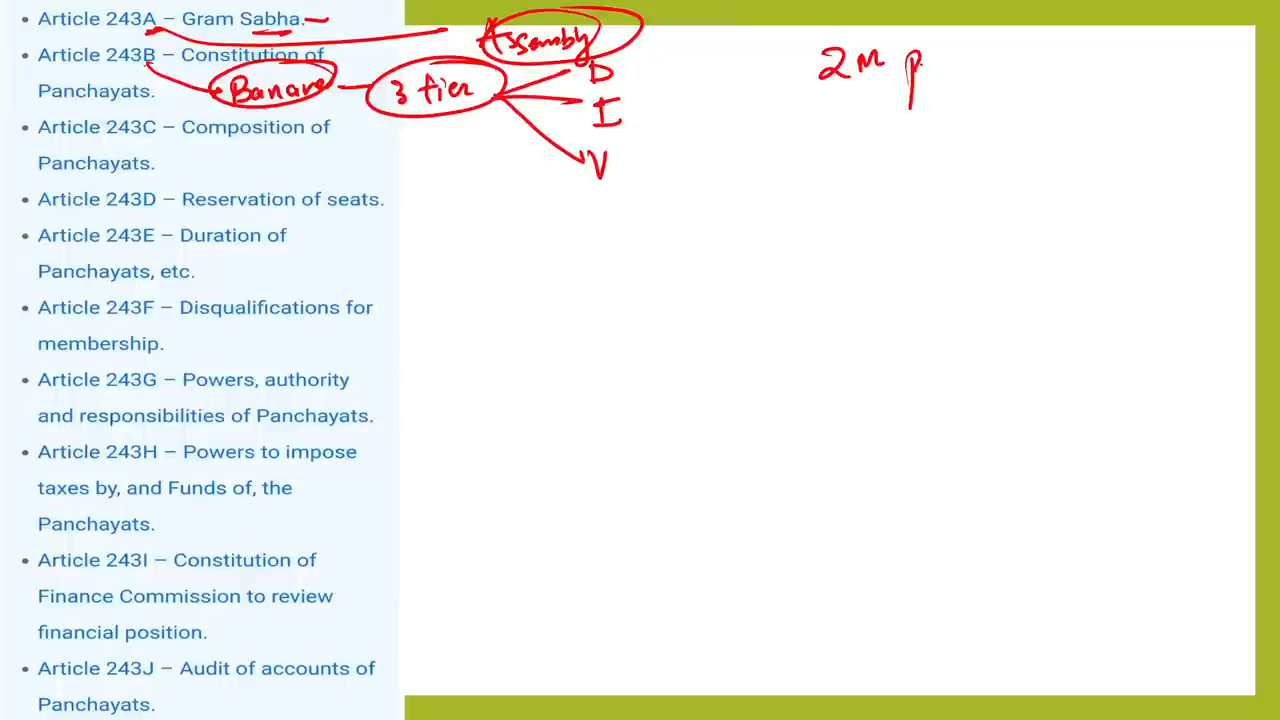 • Article 243A – Gram Sabha.
• Article 243B – Constitution of
Panchayats.
• Article 243C – Composition of
Panchayats.
• Article 243D – Reservation of seats.
• Article 243E – Duration of
Panchayats, etc.
• Article 243F – Disqualifications for
membership.
• Article 243G – Powers, authority
and responsibilities of Panchayats.
• Article 243H – Powers to impose
taxes by, and Funds of, the
Panchayats.
• Article 243I – Constitution of
Finance Commission to review
financial position.
• Article 243J – Audit of accounts of
Panchayats.
Assembly
Banane
3 tier
D
I
V
2m p